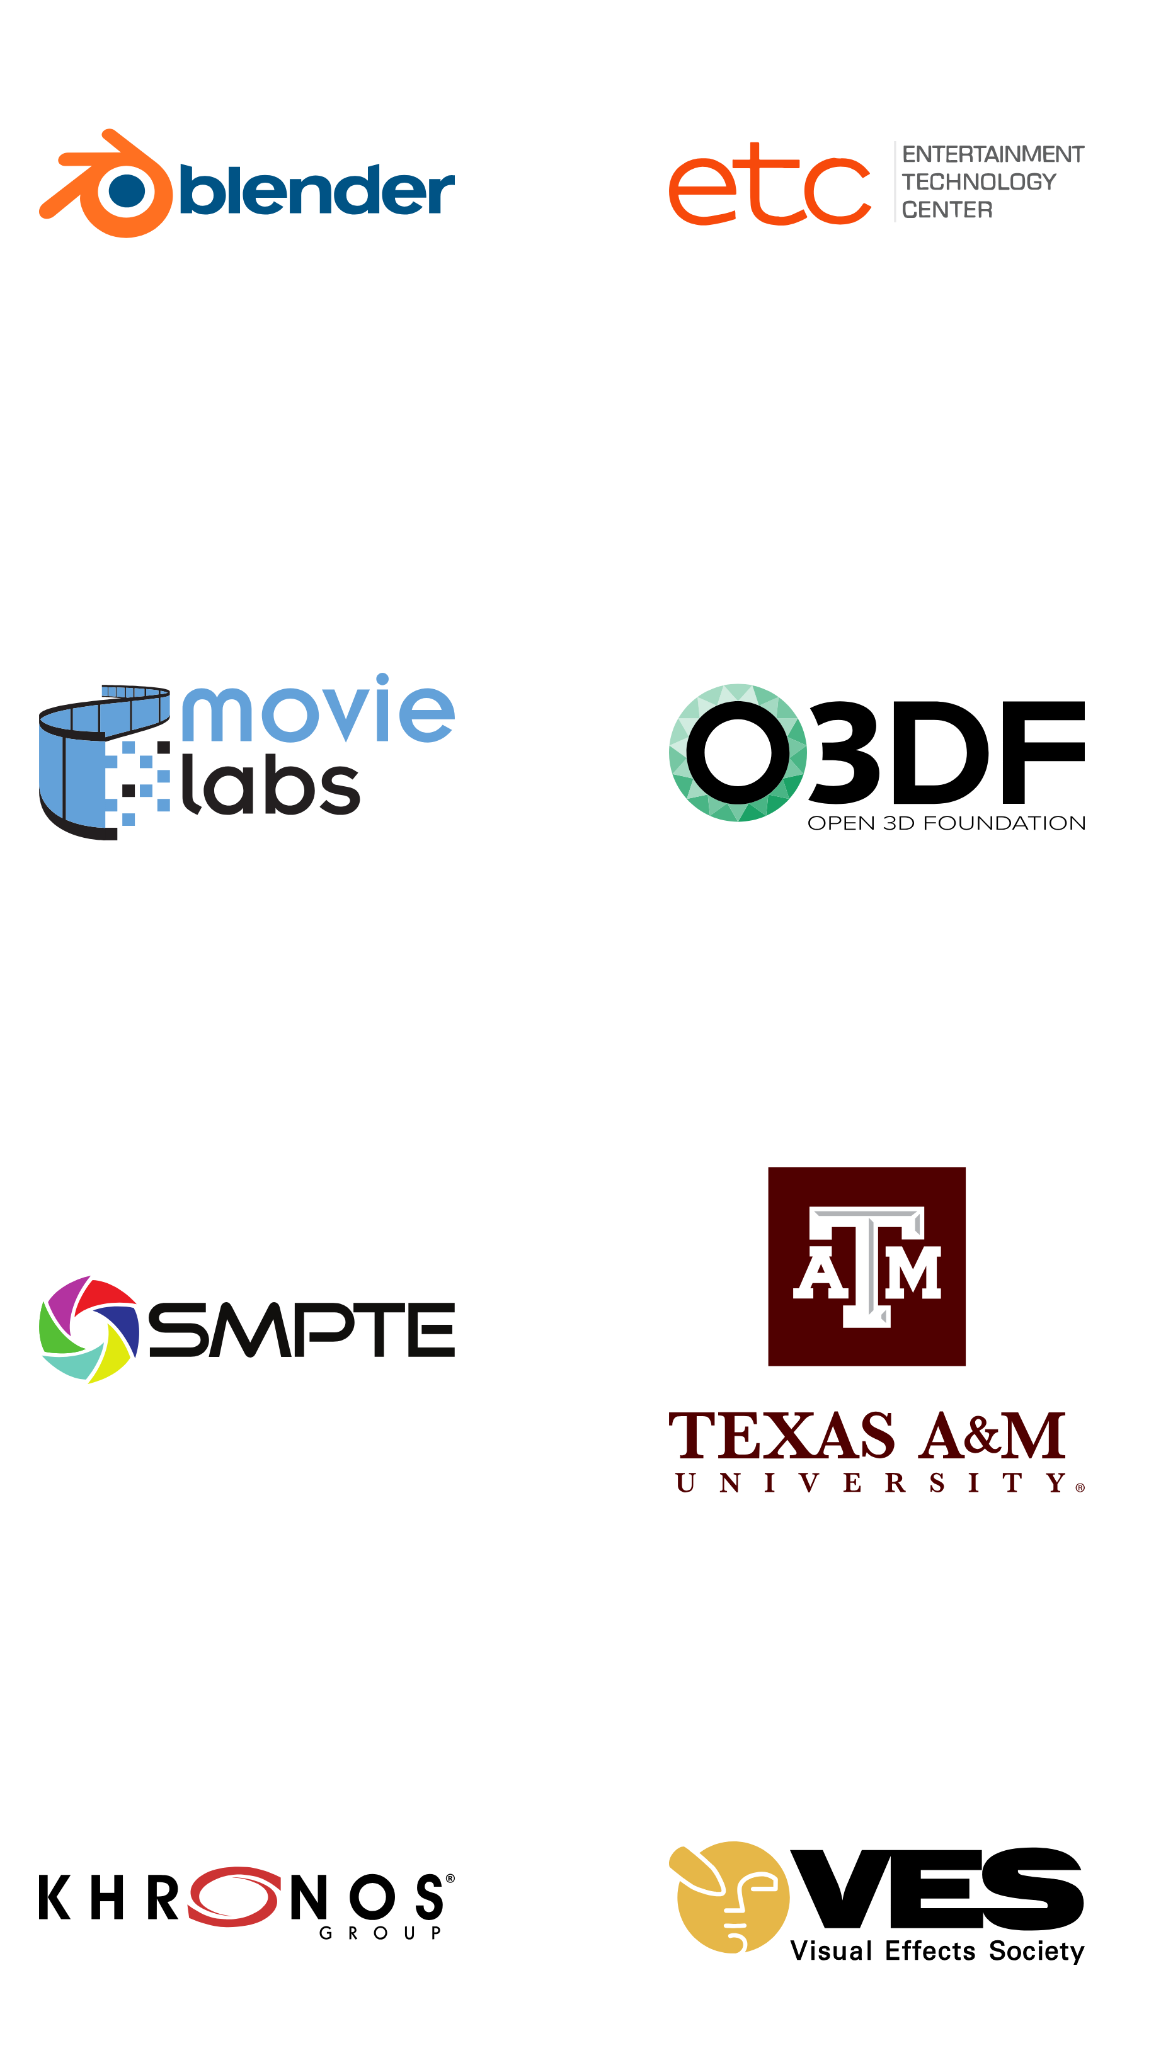 blender
etc
ENTERTAINMENT
TECHNOLOGY
CENTER
movie
labs
O3DF
OPEN 3D FOUNDATION
SMPTE
ATM
TEXAS A&M
UNIVERSITY®
KHRONOS®
GROUP
VES
Visual Effects Society